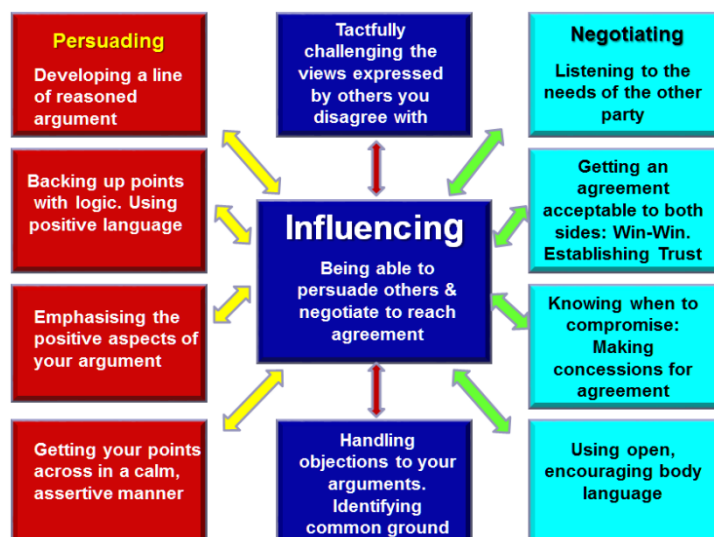 Persuading
Developing a line
of reasoned
argument
Backing up points
with logic. Using
positive language
Emphasising the
positive aspects of
your argument
Getting your points
across in a calm,
assertive manner
Tactfully
challenging the
views expressed
by others you
disagree with
Influencing
Being able to
persuade others &
negotiate to reach
agreement
Handling
objections to your
arguments.
Identifying
common ground
Negotiating
Listening to the
needs of the other
party
Getting an
agreement
acceptable to both
sides: Win-Win.
Establishing Trust
Knowing when to
compromise:
Making
concessions for
agreement
Using open,
encouraging body
language